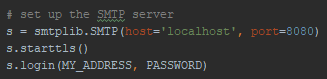 # set up the SMTP server
s = smtplib.SMTP(host='localhost', port=8080)
s.starttls()
s.login(MY_ADDRESS, PASSWORD)